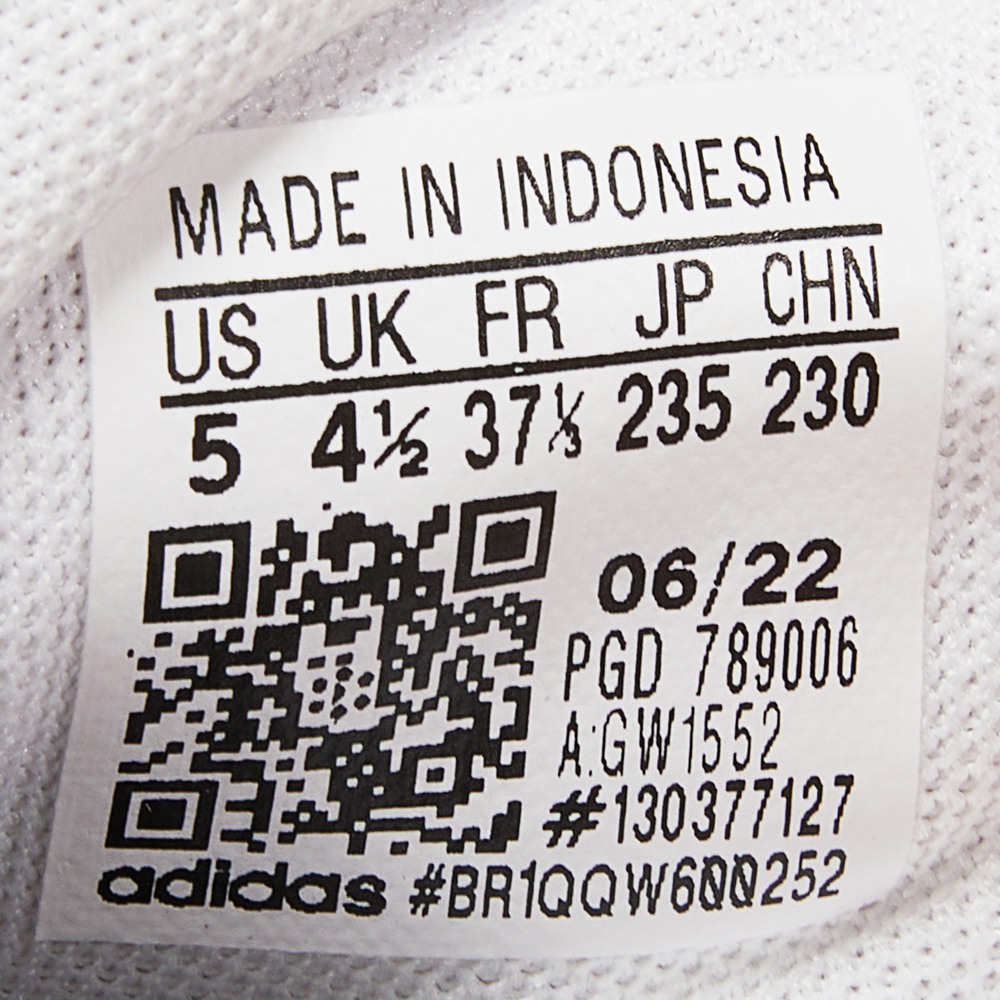 MADE IN INDONESIA
US UK FR JP CHN
5 4½ 37⅓ 235 230
06/22
PGD 789006
A:GW1552
#130377127
adidas #BR1QQW600252